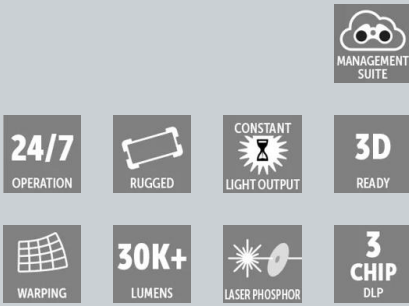 MANAGEMENT
SUITE
24/7
OPERATION
RUGGED
CONSTANT
LIGHT OUTPUT
3D
READY
WARPING
30K+
LUMENS
LASER PHOSPHOR
3
CHIP
DLP